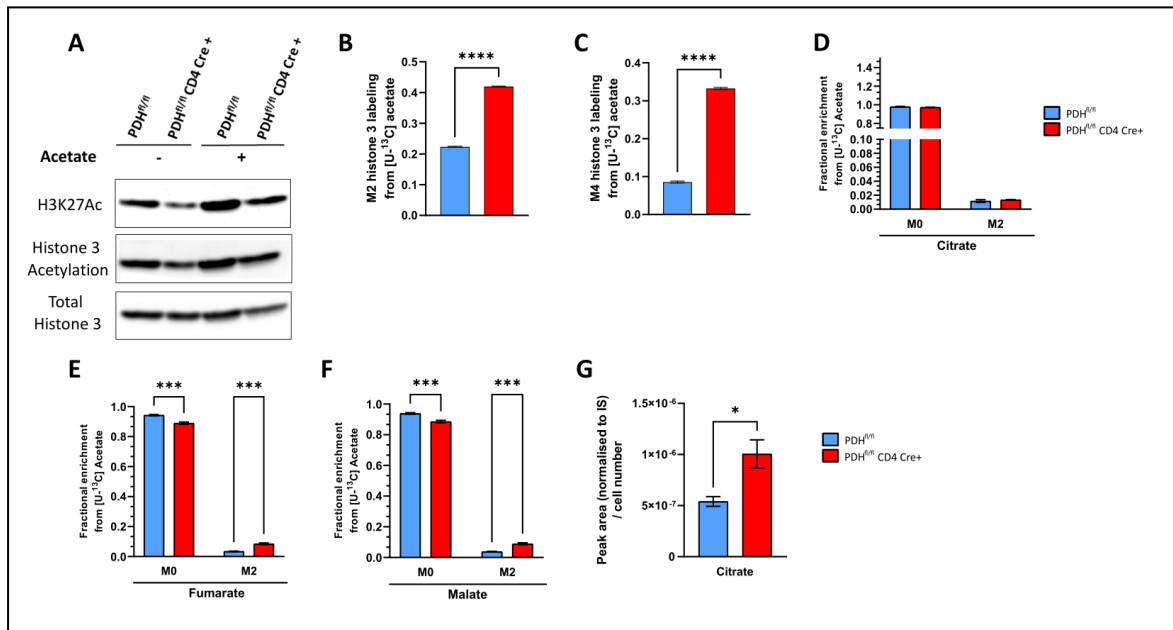 A
PDHfl/fl
PDHfl/fl CD4 Cre +
PDHfl/fl
PDHfl/fl CD4 Cre +
Acetate
-
+
H3K27Ac
Histone 3
Acetylation
Total
Histone 3
B
****
M2 histone 3 labeling
from [U-13C] acetate
0.5
0.4
0.3
0.2
0.1
0.0
C
****
M4 histone 3 labeling
from [U-13C] acetate
0.4
0.3
0.2
0.1
0.0
D
Fractional enrichment
from [U-13C] Acetate
1.4
1.2
1.0
0.8
0.10
0.08
0.06
0.04
0.02
0.00
M0
M2
Citrate
PDHfl/fl
PDHfl/fl CD4 Cre+
E
***
***
Fractional enrichment
from [U-13C] Acetate
1.0
0.8
0.6
0.4
0.2
0.0
M0
M2
Fumarate
F
***
***
Fractional enrichment
from [U-13C] Acetate
1.0
0.8
0.6
0.4
0.2
0.0
M0
M2
Malate
G
*
Peak area (normalised to IS)
/ cell number
1.5×10-6
1×10-6
5×10-7
0
Citrate
PDHfl/fl
PDHfl/fl CD4 Cre+